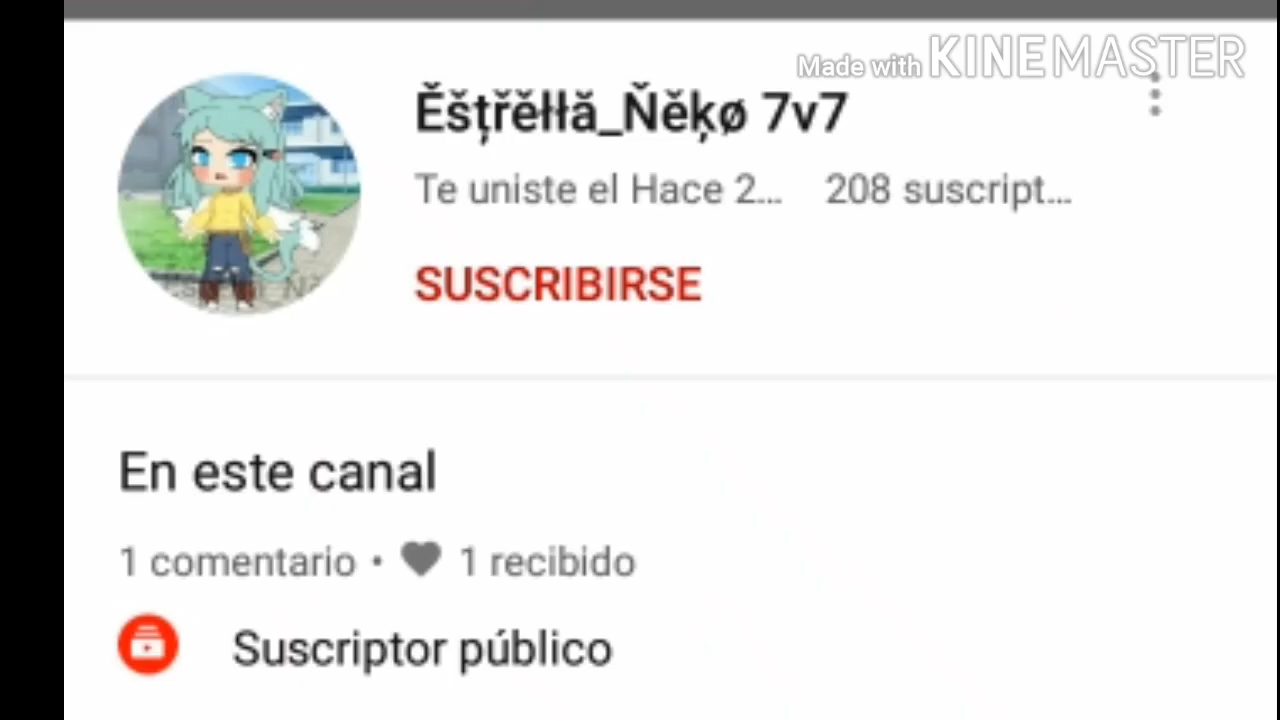 Made with KINEMASTER
Ěšțřěłłă_Ňěķø 7v7
Te uniste el Hace 2... 208 suscript...
SUSCRIBIRSE
En este canal
1 comentario • 1 recibido
Suscriptor público